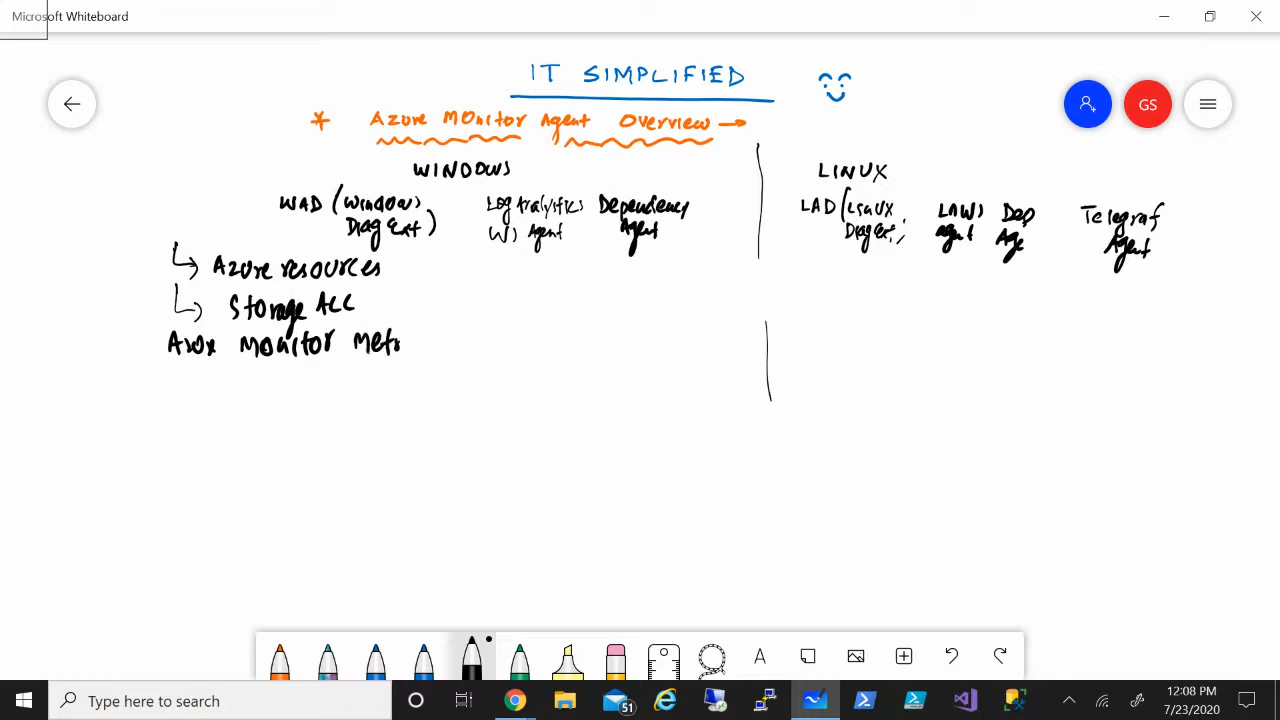 Microsoft Whiteboard
IT SIMPLIFIED
* Azure Monitor Agent Overview →
GS
WINDOWS
WAD (Window)
Diag Ext)
Log Analytics
W) Agent
Dependency
Agent
Azure resources
Storage Acc
Monitor Metr
LINUX
LAD (Linux
Diag Ext,
LAW)
agent
Dep
Age
Telegraf
Agent
A
51
Type here to search
12:08 PM
7/23/2020